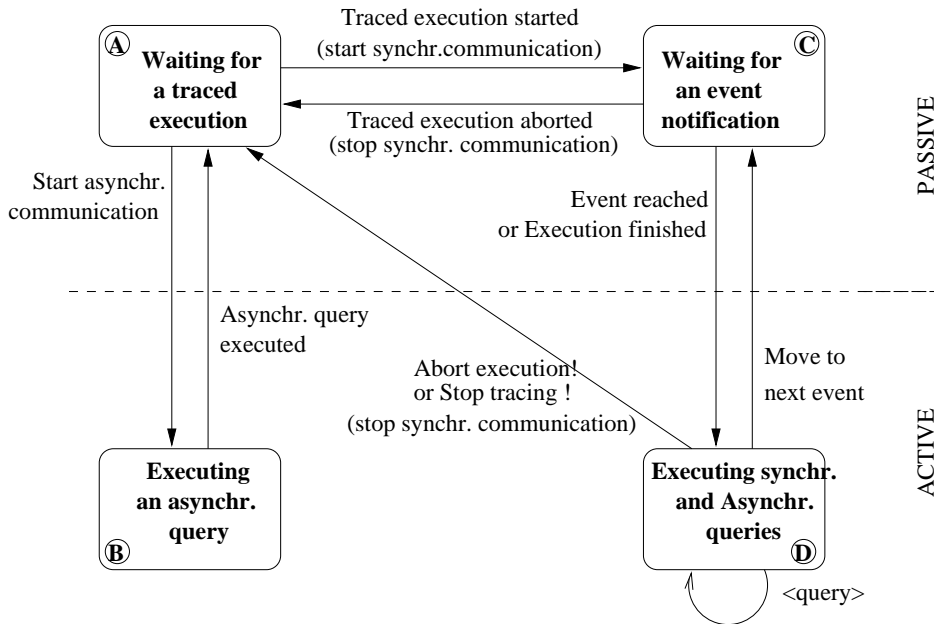 A
Waiting for
a traced
execution
Traced execution started
(start synchr.communication)
Traced execution aborted
(stop synchr. communication)
C
Waiting for
an event
notification
PASSIVE
Start asynchr.
communication
Event reached
or Execution finished
Asynchr. query
executed
Abort execution!
or Stop tracing !
(stop synchr. communication)
Move to
next event
ACTIVE
Executing
an asynchr.
query
B
Executing synchr.
and Asynchr.
queries
D
<query>